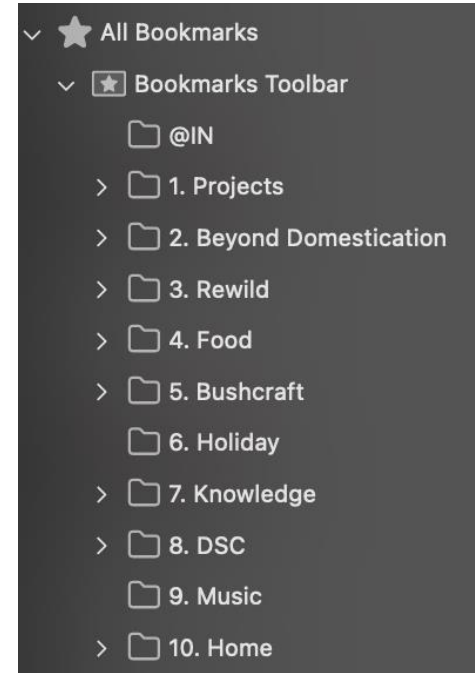 All Bookmarks
Bookmarks Toolbar
@IN
1. Projects
2. Beyond Domestication
3. Rewild
4. Food
5. Bushcraft
6. Holiday
7. Knowledge
8. DSC
9. Music
10. Home